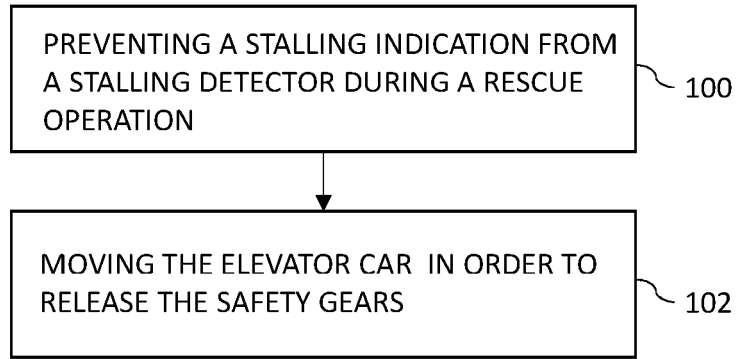 PREVENTING A STALLING INDICATION FROM
A STALLING DETECTOR DURING A RESCUE
OPERATION
100
MOVING THE ELEVATOR CAR IN ORDER TO
RELEASE THE SAFETY GEARS
102